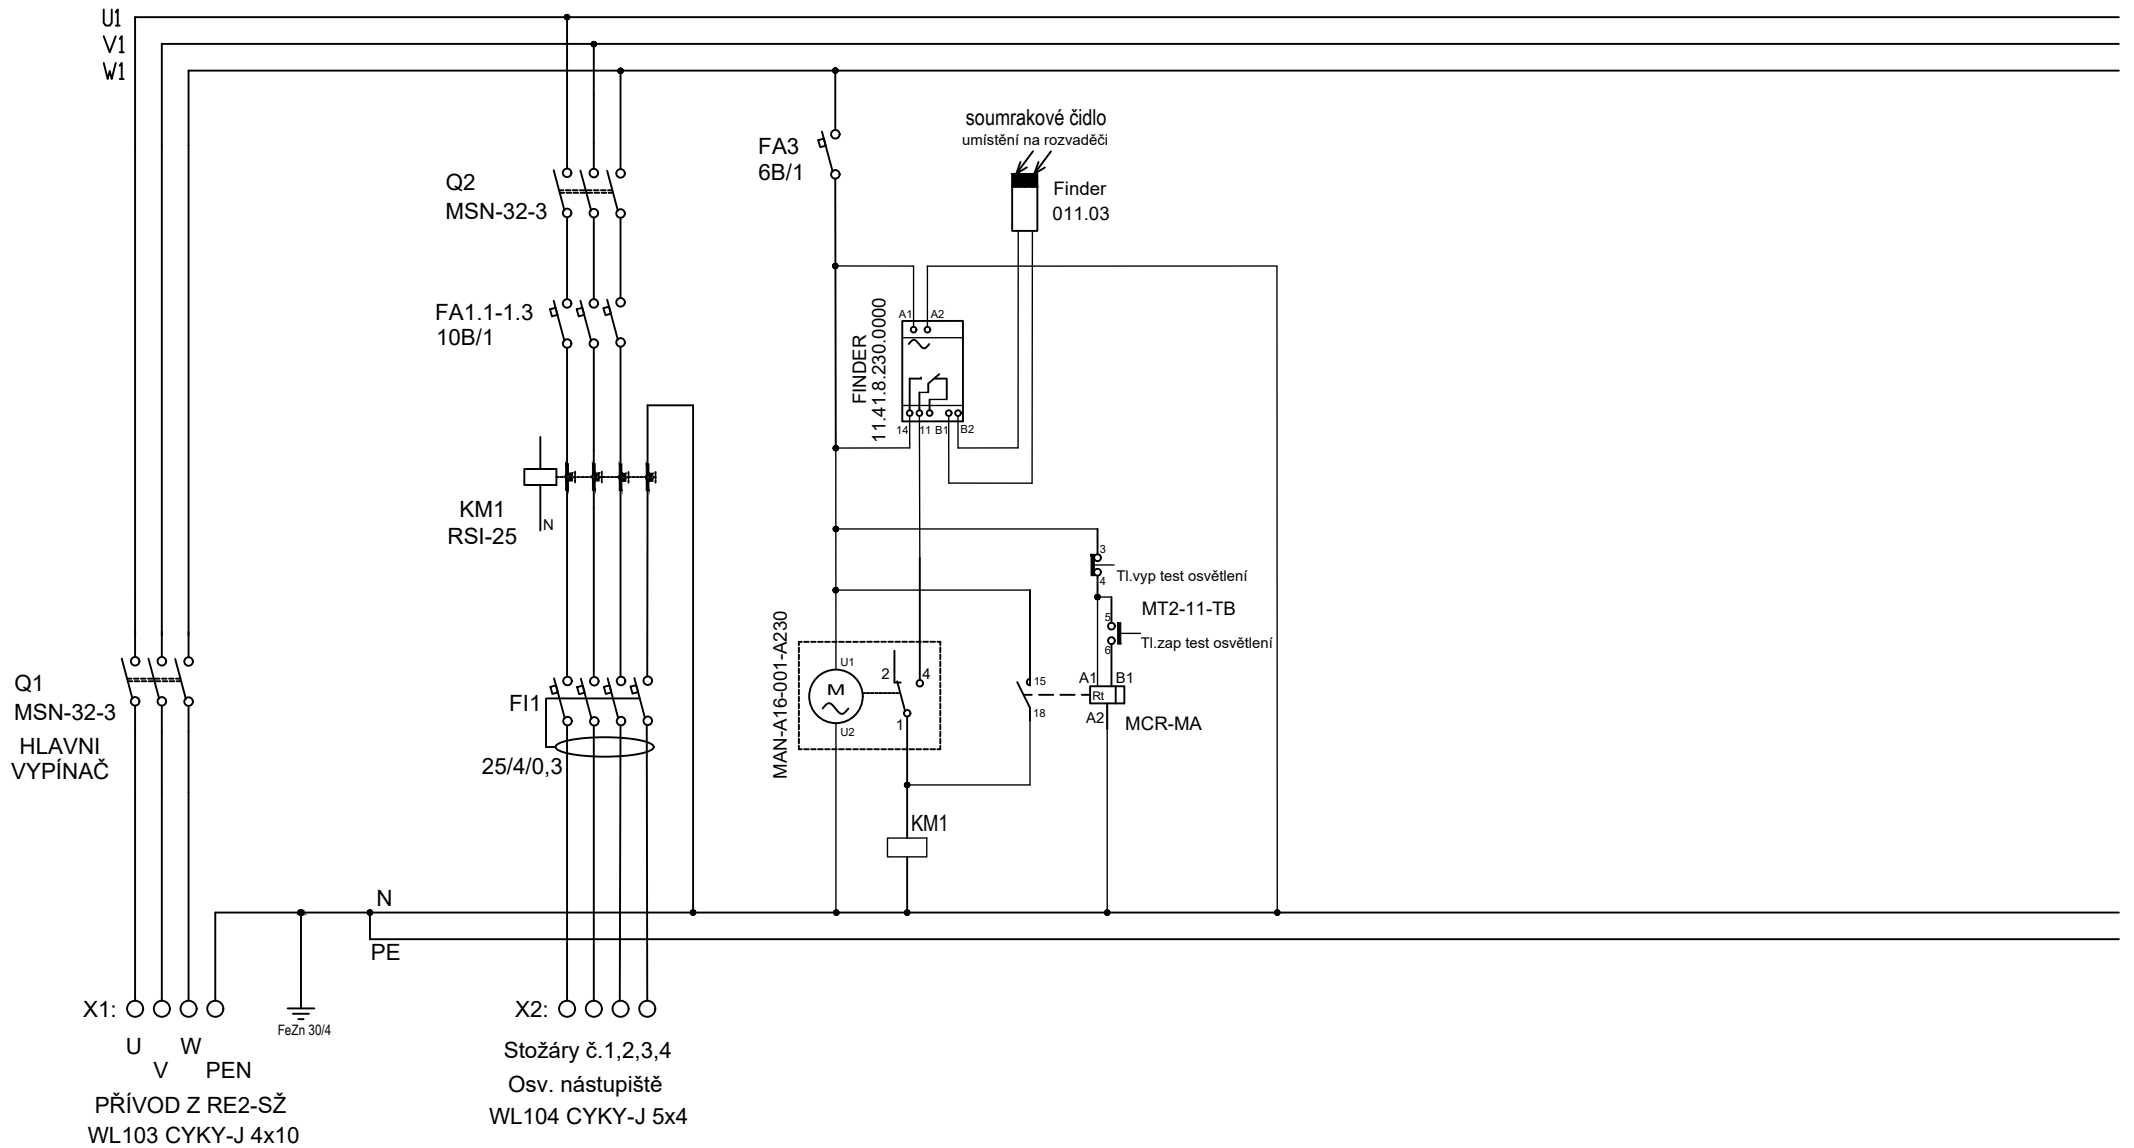 U1
V1
W1
soumrakové čidlo
umístění na rozvaděči
FA3
6B/1
Q2
MSN-32-3
Finder
011.03
FA1.1-1.3
10B/1
FINDER
11.41.8.230.0000
A1
A2
14
11
B1
B2
KM1
RSI-25
N
3
4
Tl.vyp test osvětlení
MT2-11-TB
5
6
Tl.zap test osvětlení
MAN-A16-001-A230
U1
M
U2
2
4
1
15
18
A1
B1
Rt
A2
MCR-MA
Q1
MSN-32-3
HLAVNI
VYPÍNAČ
FI1
25/4/0,3
KM1
N
PE
X1:
FeZn 30/4
X2:
U
V
W
PEN
PŘÍVOD Z RE2-SŽ
WL103 CYKY-J 4x10
Stožáry č.1,2,3,4
Osv. nástupiště
WL104 CYKY-J 5x4